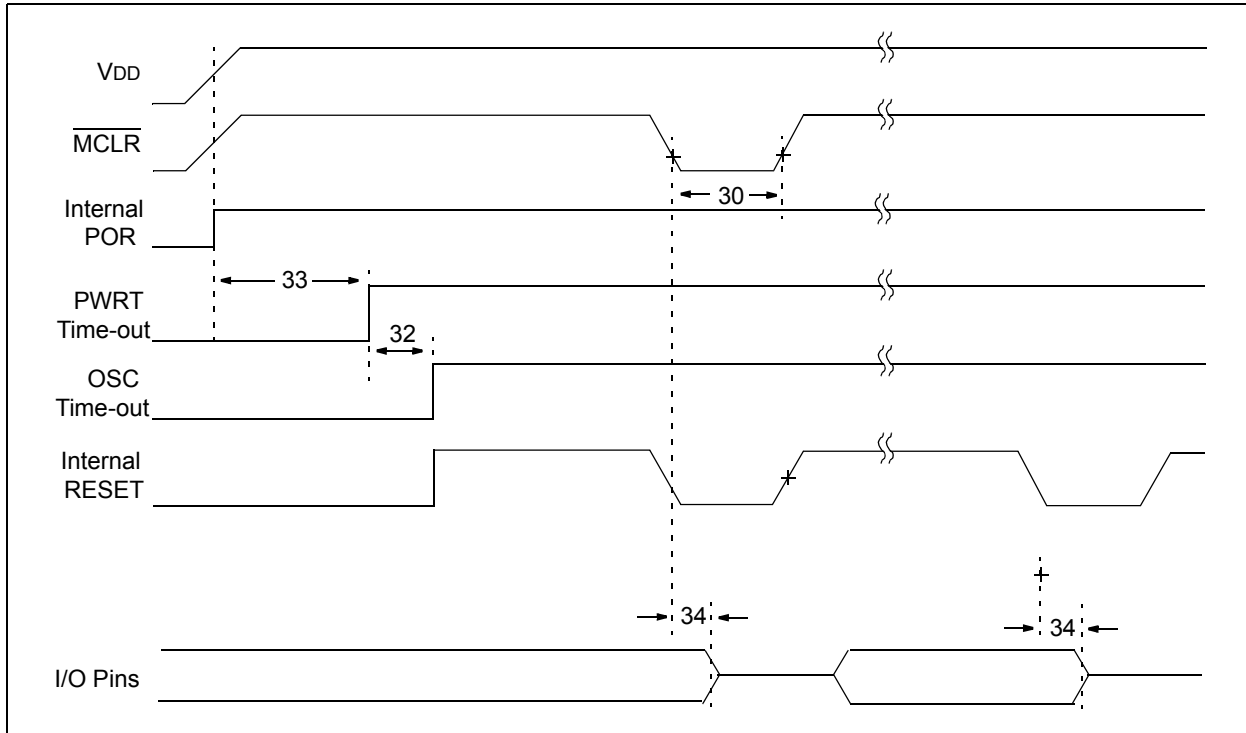 VDD
MCLR
Internal
POR
30
33
PWRT
Time-out
32
OSC
Time-out
Internal
RESET
34
34
I/O Pins